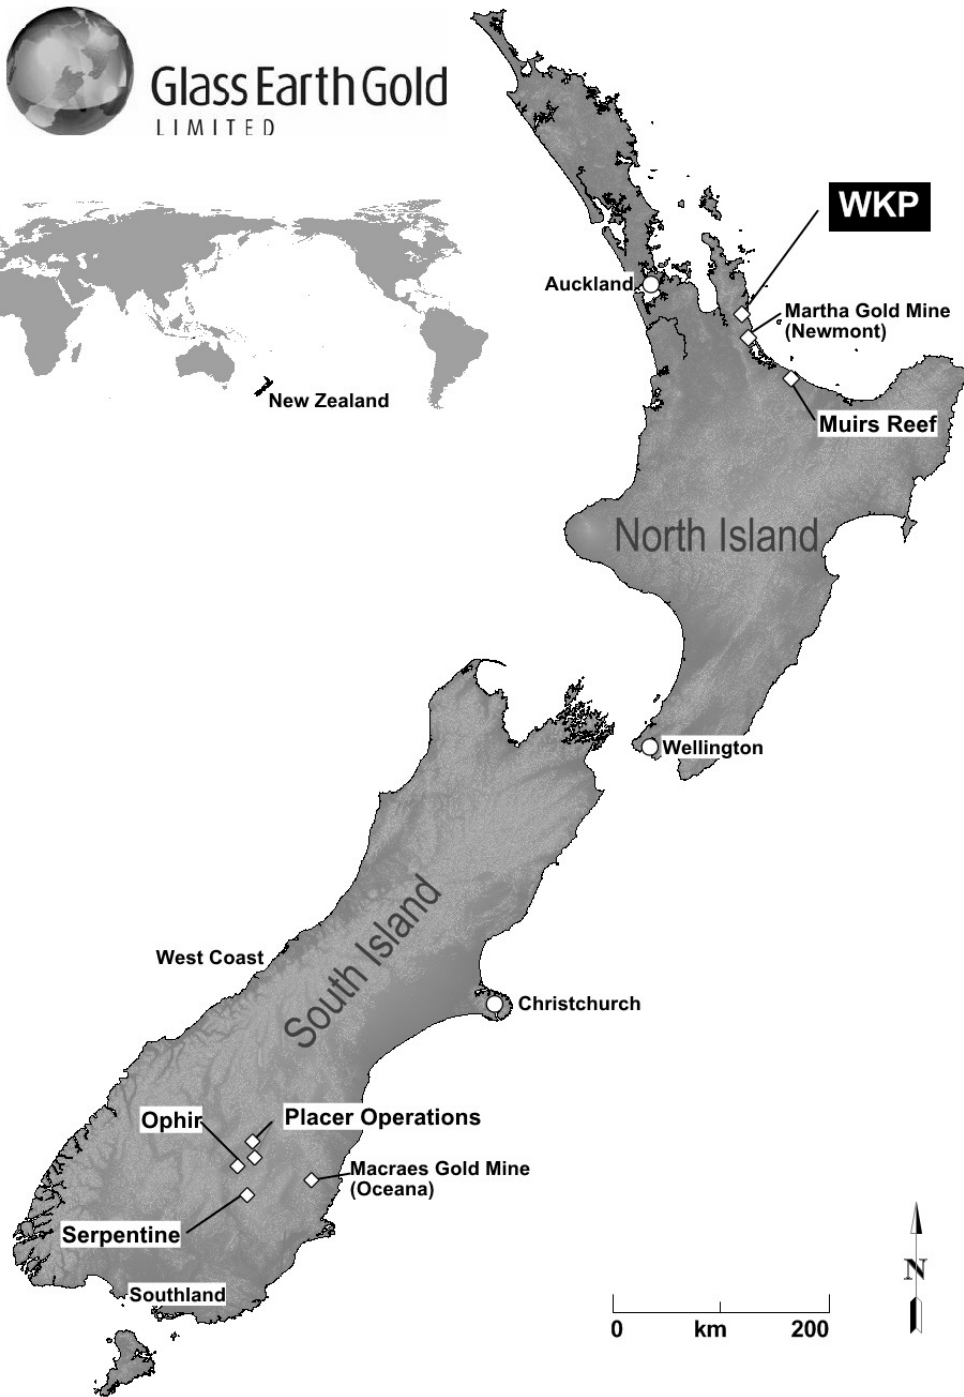 Glass Earth Gold
LIMITED
WKP
Auckland
Martha Gold Mine
(Newmont)
New Zealand
Muirs Reef
North Island
Wellington
South Island
West Coast
Christchurch
Ophir
Placer Operations
Macraes Gold Mine
(Oceana)
Serpentine
Southland
N
0 km 200